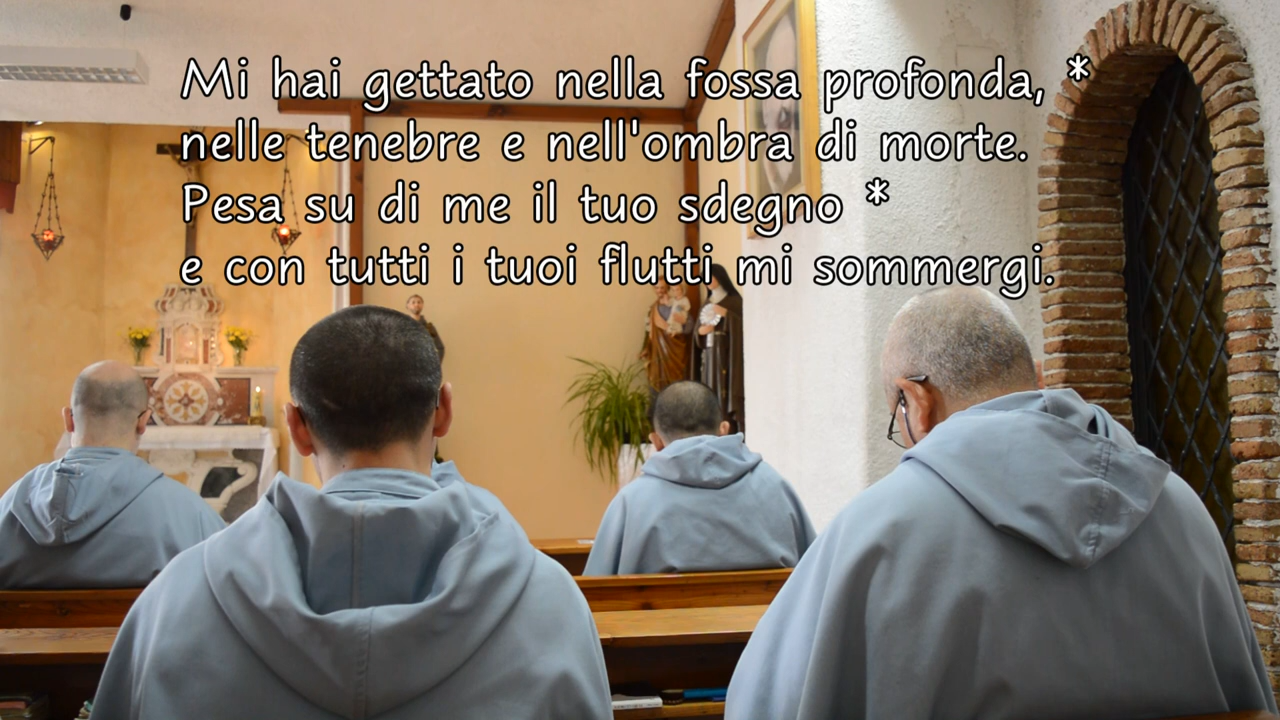 Mi hai gettato nella fossa profonda, *
nelle tenebre e nell'ombra di morte.
Pesa su di me il tuo sdegno *
e con tutti i tuoi flutti mi sommergi.